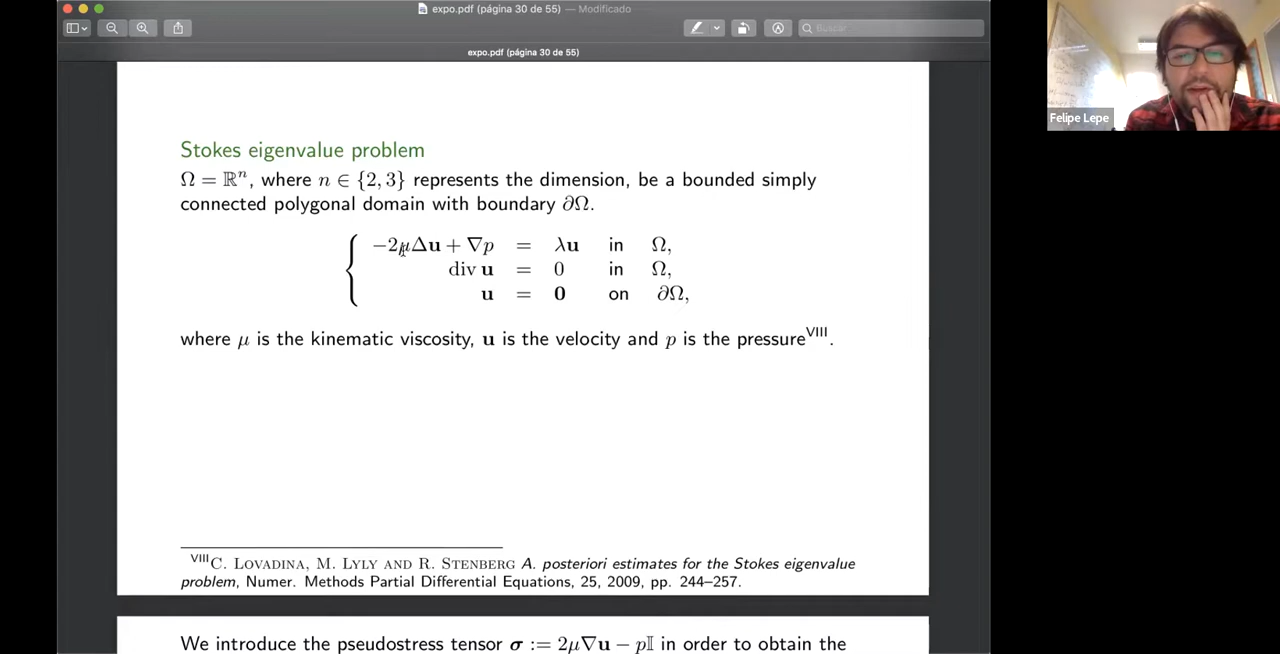 expo.pdf (página 30 de 55) — Modificado
Buscar
expo.pdf (página 30 de 55)
Felipe Lepe
Stokes eigenvalue problem
Ω = ℝⁿ, where n ∈ {2, 3} represents the dimension, be a bounded simply
connected polygonal domain with boundary ∂Ω.
−2μΔu + ∇p = λu in Ω,
div u = 0 in Ω,
u = 0 on ∂Ω,
where μ is the kinematic viscosity, u is the velocity and p is the pressure^VIII.
VIII C. LOVADINA, M. LYLY AND R. STENBERG A. posteriori estimates for the Stokes eigenvalue
problem, Numer. Methods Partial Differential Equations, 25, 2009, pp. 244–257.
We introduce the pseudostress tensor σ := 2μ∇u − p𝕀 in order to obtain the